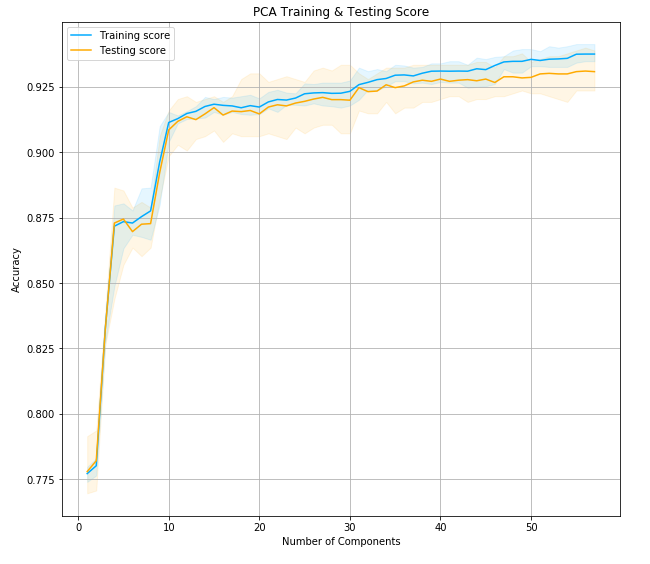 PCA Training & Testing Score
Training score
Testing score
0.925
0.900
0.875
0.850
0.825
0.800
0.775
Accuracy
0 10 20 30 40 50
Number of Components